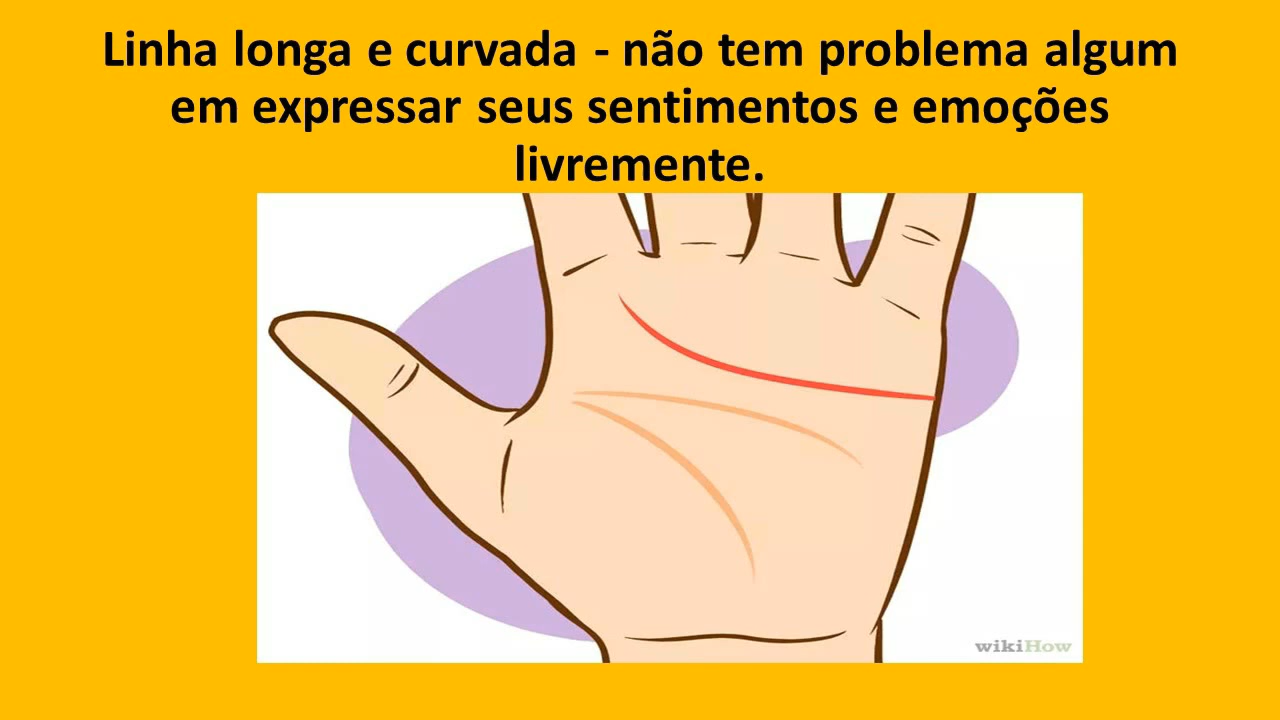 Linha longa e curvada - não tem problema algum
em expressar seus sentimentos e emoções
livremente.
wikiHow